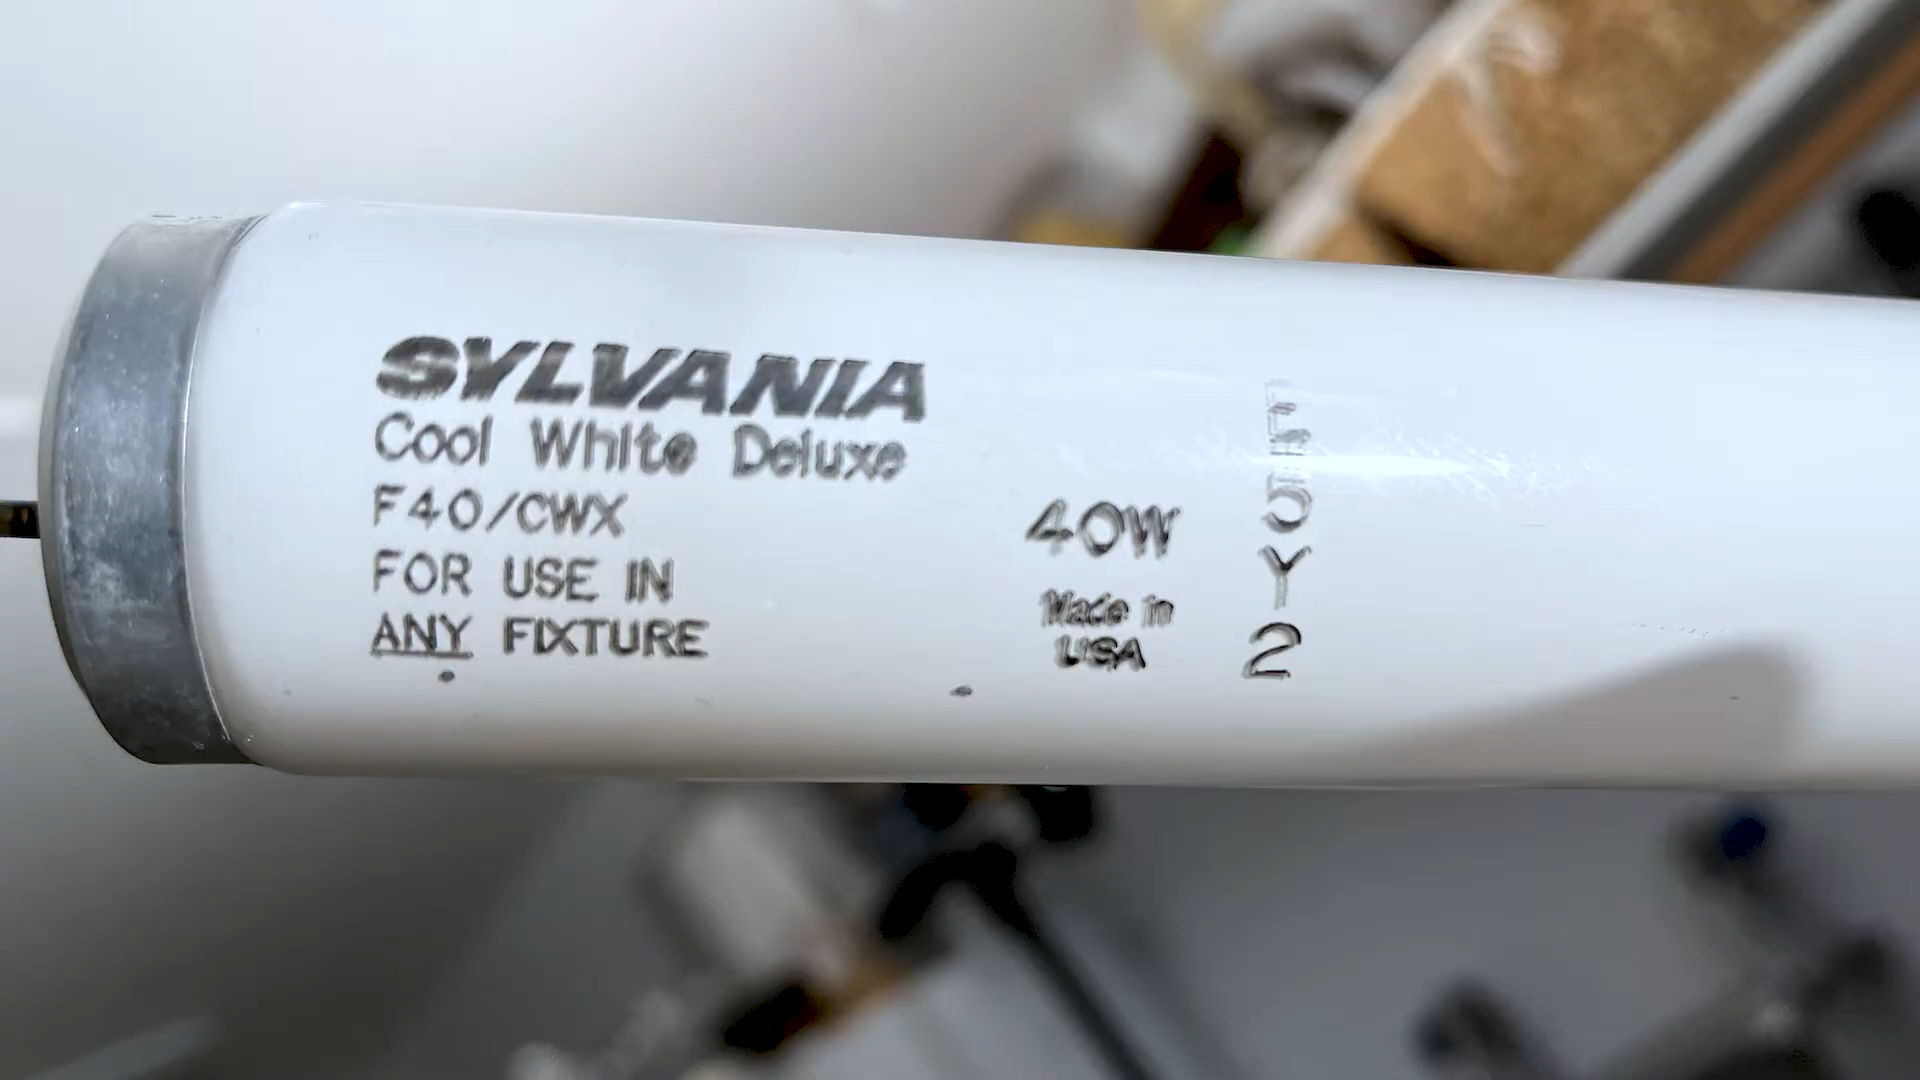 SYLVANIA
Cool White Deluxe
F40/CWX
FOR USE IN
ANY FIXTURE
40W
Made in
USA
5
Y
2